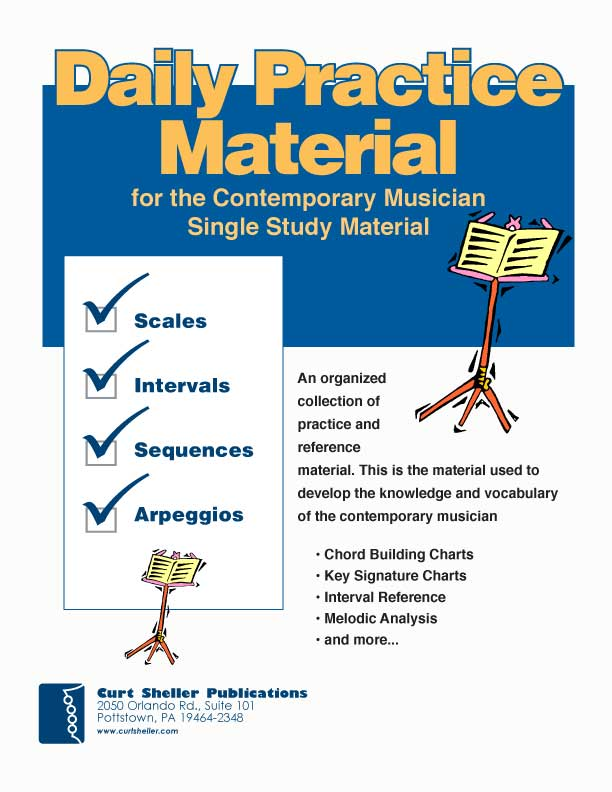 Daily Practice
Material
for the Contemporary Musician
Single Study Material
Scales
Intervals
Sequences
Arpeggios
An organized
collection of
practice and
reference
material. This is the material used to
develop the knowledge and vocabulary
of the contemporary musician
• Chord Building Charts
• Key Signature Charts
• Interval Reference
• Melodic Analysis
• and more...
Curt Sheller Publications
2050 Orlando Rd., Suite 101
Pottstown, PA 19464-2348
www.curtsheller.com